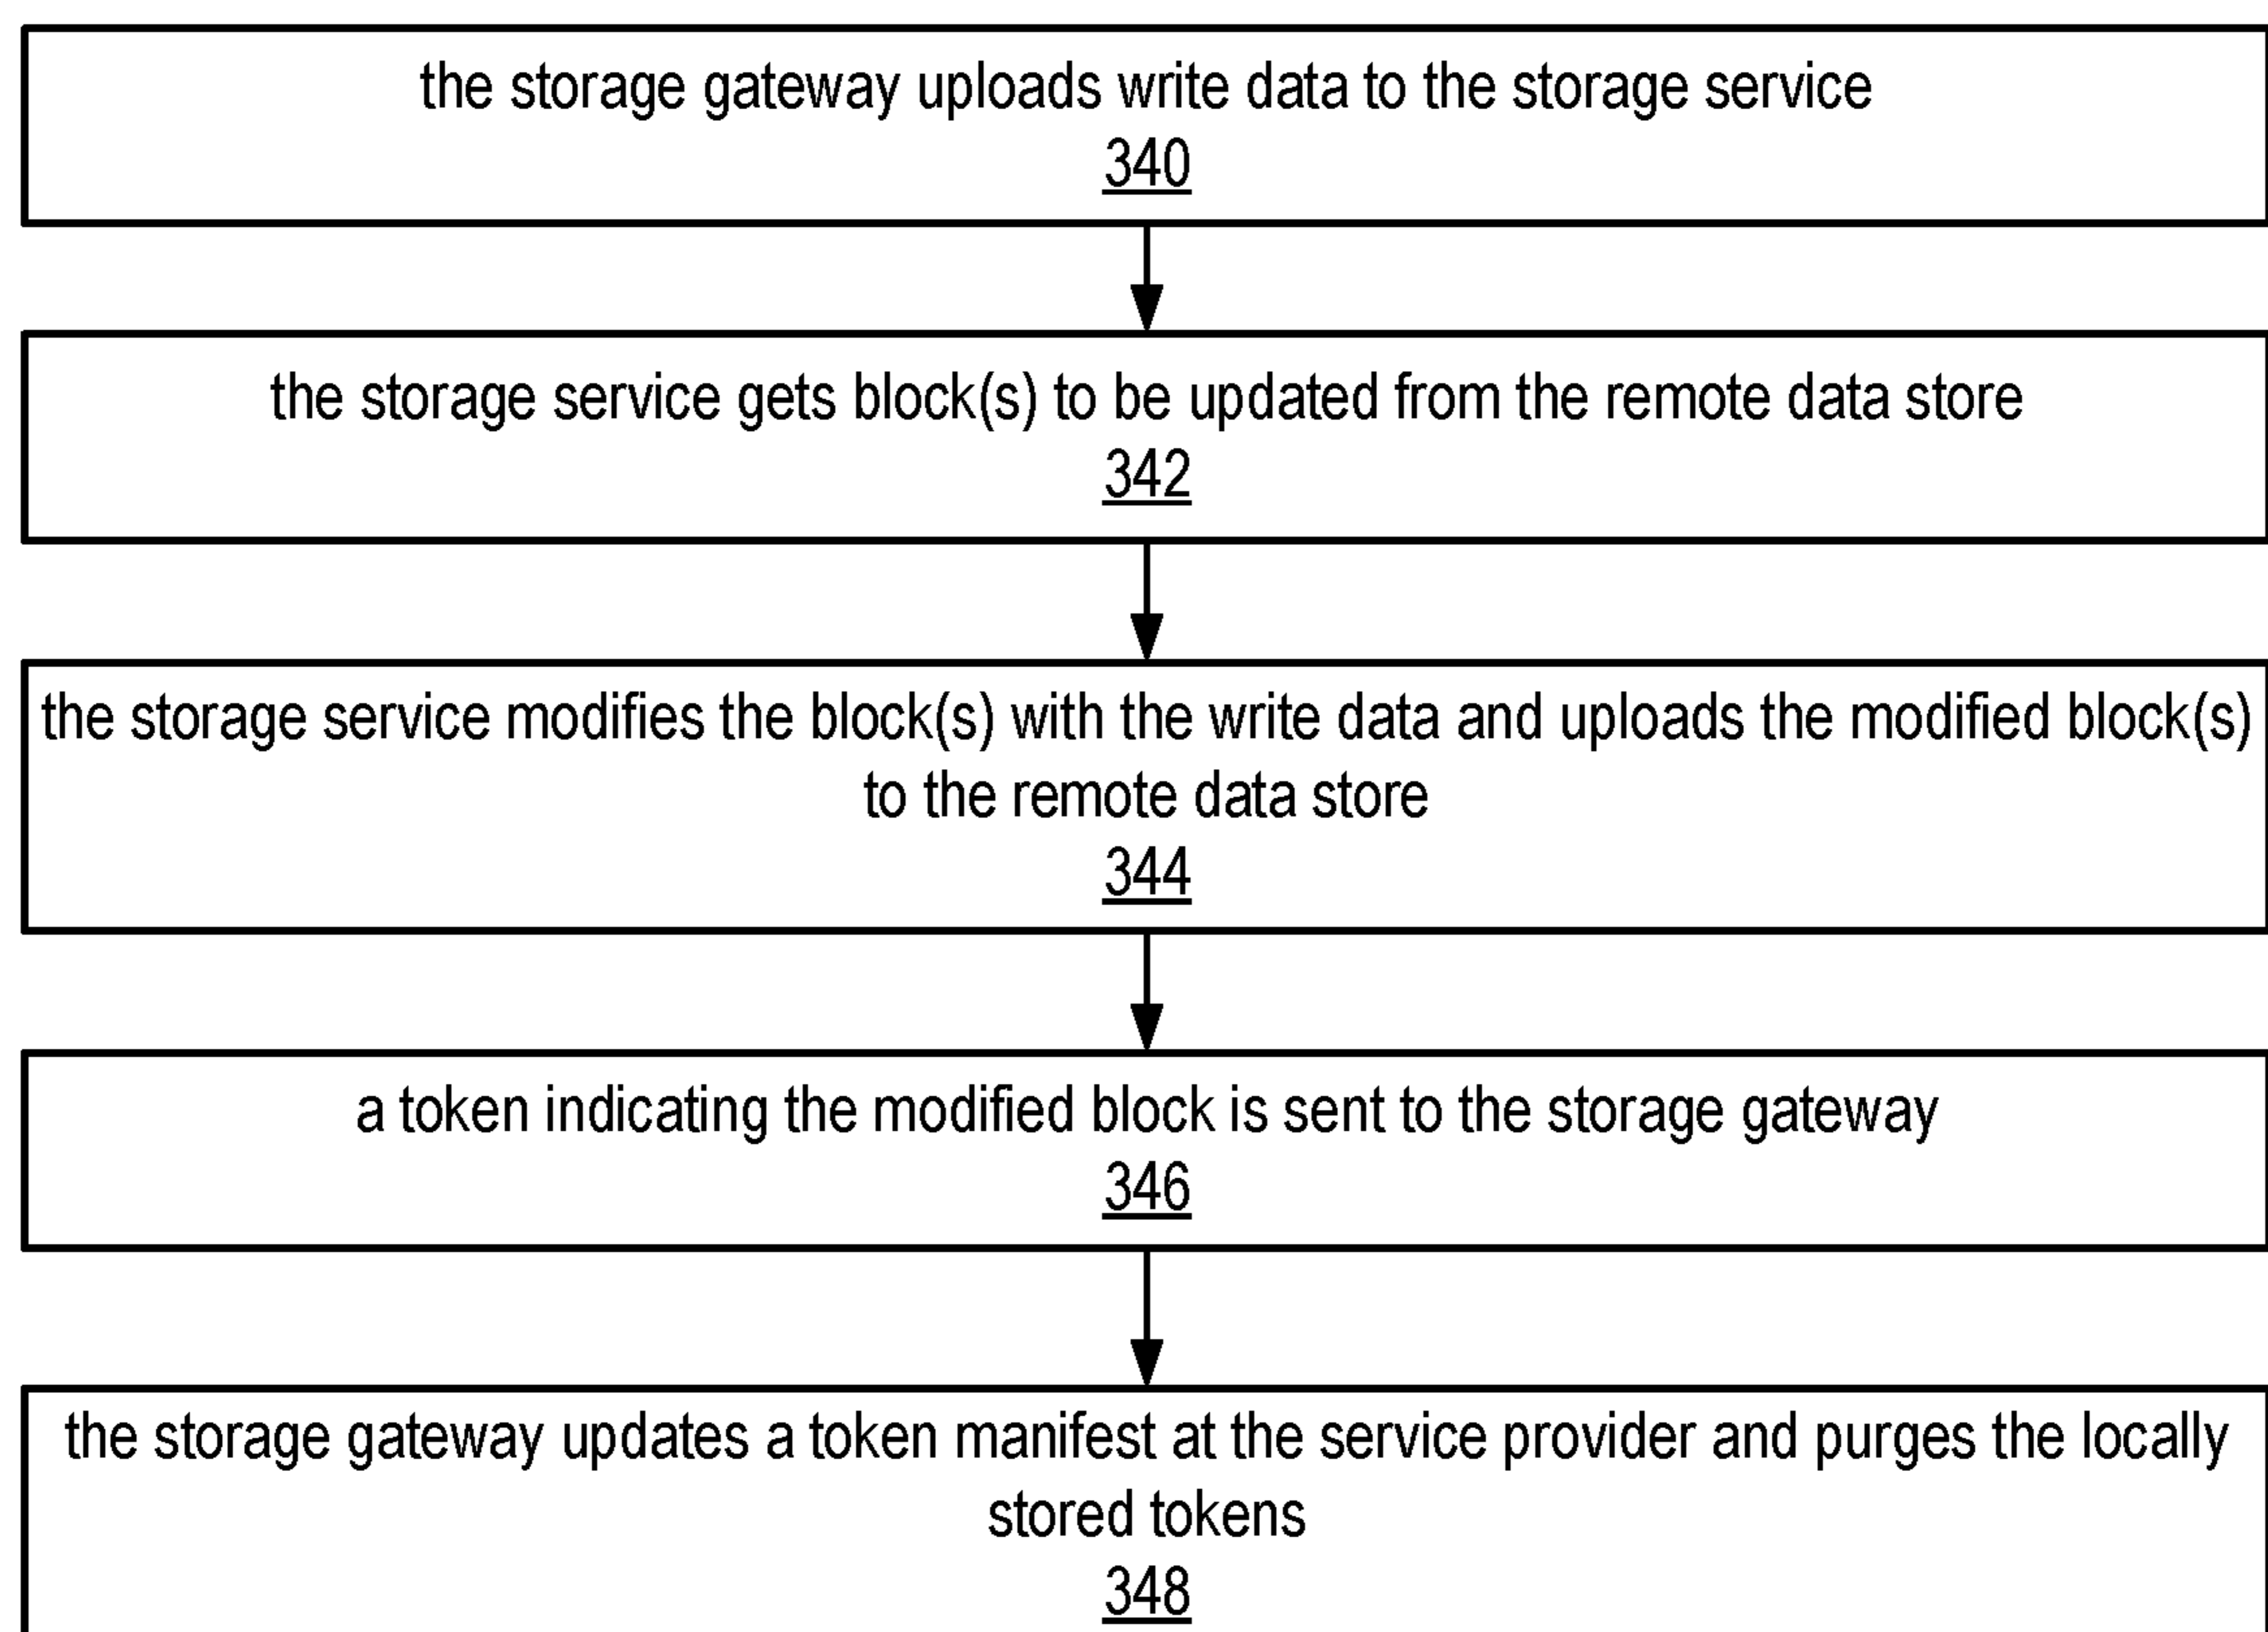 the storage gateway uploads write data to the storage service
340
the storage service gets block(s) to be updated from the remote data store
342
the storage service modifies the block(s) with the write data and uploads the modified block(s)
to the remote data store
344
a token indicating the modified block is sent to the storage gateway
346
the storage gateway updates a token manifest at the service provider and purges the locally
stored tokens
348